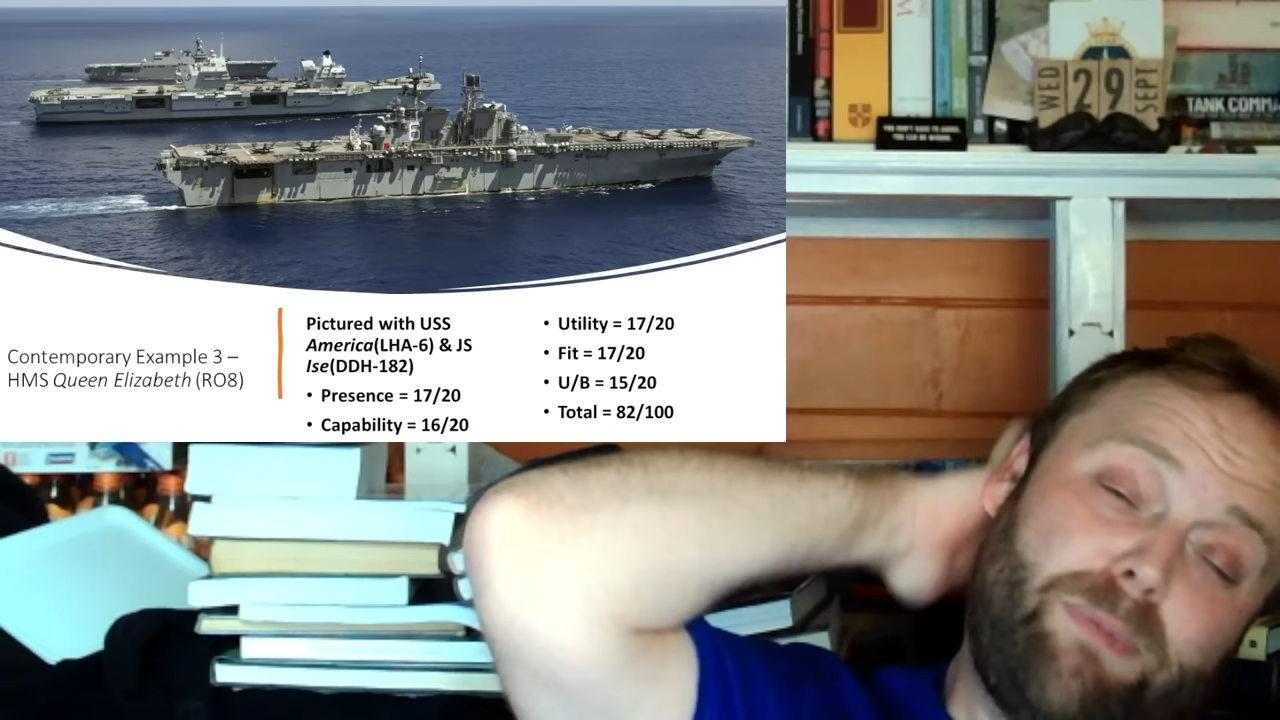 Contemporary Example 3 –
HMS Queen Elizabeth (RO8)
Pictured with USS
America(LHA-6) & JS
Ise(DDH-182)
• Presence = 17/20
• Capability = 16/20
• Utility = 17/20
• Fit = 17/20
• U/B = 15/20
• Total = 82/100
WED
29
SEPT
TANK COMMA